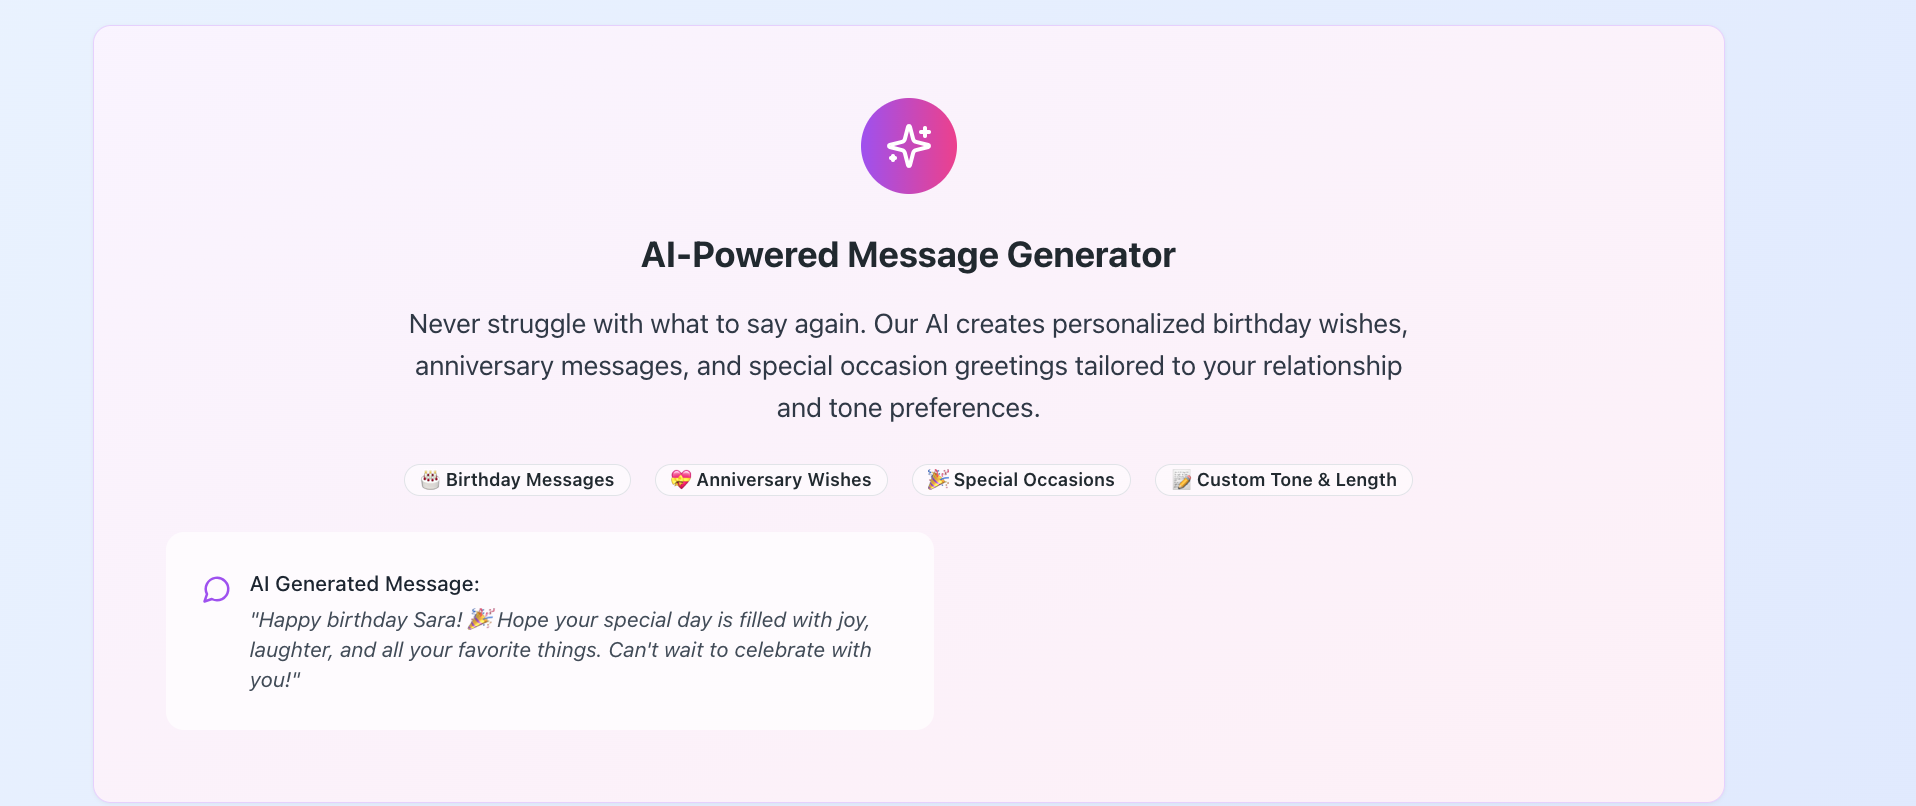 AI-Powered Message Generator
Never struggle with what to say again. Our AI creates personalized birthday wishes,
anniversary messages, and special occasion greetings tailored to your relationship
and tone preferences.
🎂 Birthday Messages
💝 Anniversary Wishes
🎉 Special Occasions
📝 Custom Tone & Length
AI Generated Message:
"Happy birthday Sara! 🎉 Hope your special day is filled with joy,
laughter, and all your favorite things. Can't wait to celebrate with
you!"